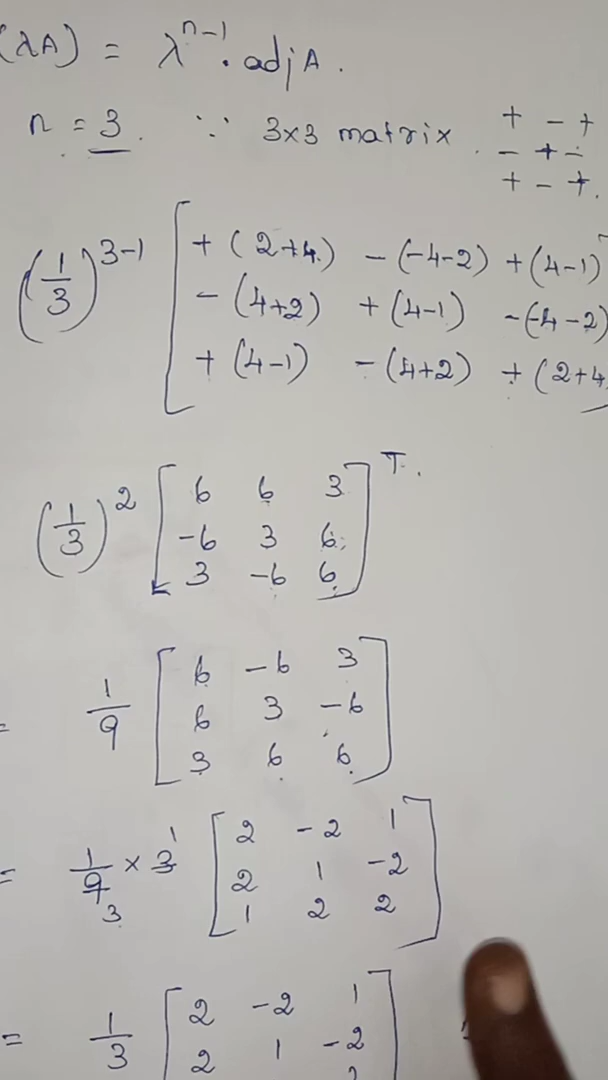 (λA) = λ^{n-1} . adj A .
n = 3 . ∵ 3×3 matrix . + - +
- + -
+ - + .
(1/3)^{3-1} [ + (2+4) - (-4-2) + (4-1)
- (4+2) + (4-1) - (-4-2)
+ (4-1) - (4+2) + (2+4
(1/3)^2 [ 6 6 3 ]^T .
-6 3 6
3 -6 6
= 1/9 [ 6 -6 3
6 3 -6
3 6 6 ]
= 1/9 3 × 3 1 [ 2 -2 1
2 1 -2
1 2 2 ]
= 1/3 [ 2 -2 1
2 1 -2